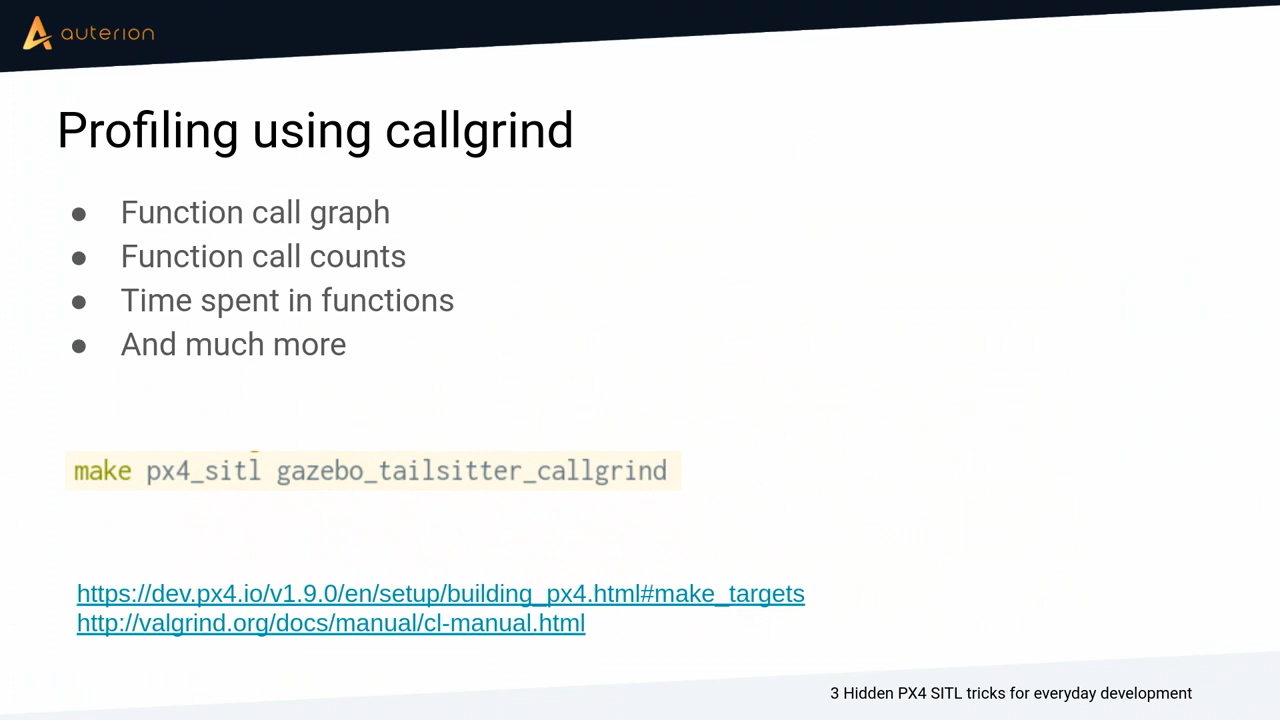 auterion
Profiling using callgrind
● Function call graph
● Function call counts
● Time spent in functions
● And much more
make px4_sitl gazebo_tailsitter_callgrind
https://dev.px4.io/v1.9.0/en/setup/building_px4.html#make_targets
http://valgrind.org/docs/manual/cl-manual.html
3 Hidden PX4 SITL tricks for everyday development